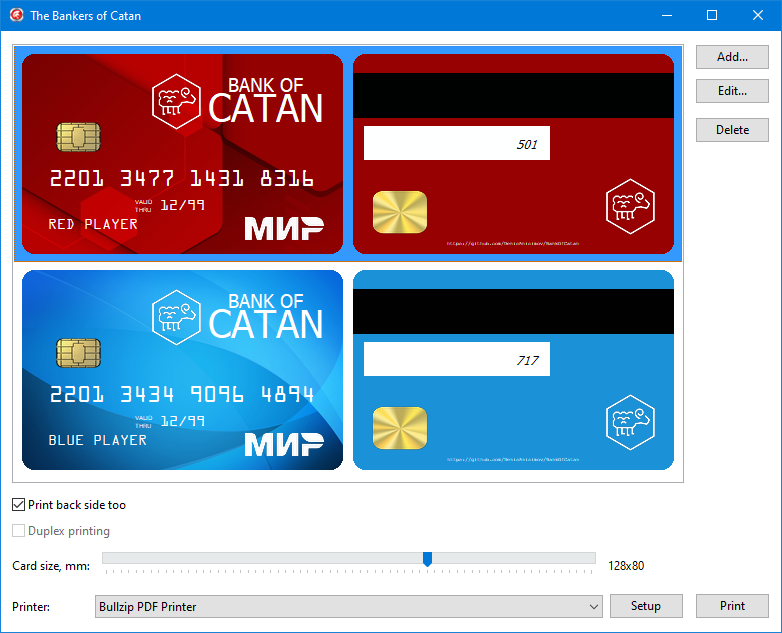 The Bankers of Catan
BANK OF
CATAN
2201 3477 1431 8316
VALID
THRU
12/99
RED PLAYER
МИР
501
https://github.com/DenisAnisimov/BankOfCatan
Add...
Edit...
Delete
BANK OF
CATAN
2201 3434 9096 4894
VALID
THRU
12/99
BLUE PLAYER
МИР
717
https://github.com/DenisAnisimov/BankOfCatan
Print back side too
Duplex printing
Card size, mm:
128x80
Printer:
Bullzip PDF Printer
Setup
Print